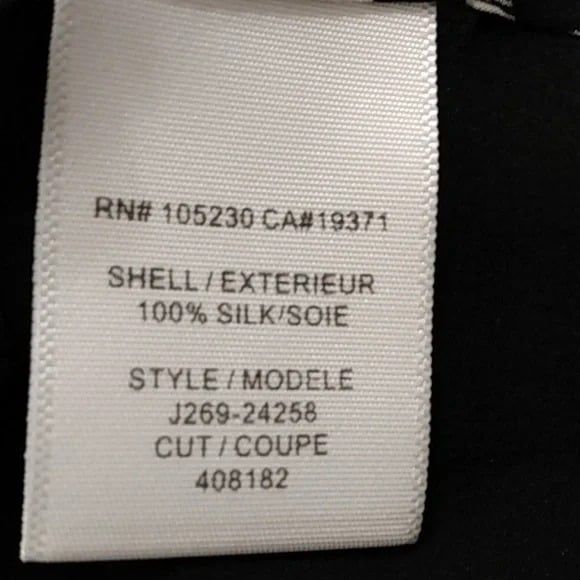 RN# 105230 CA#19371
SHELL / EXTERIEUR
100% SILK/SOIE
STYLE / MODELE
J269-24258
CUT / COUPE
408182